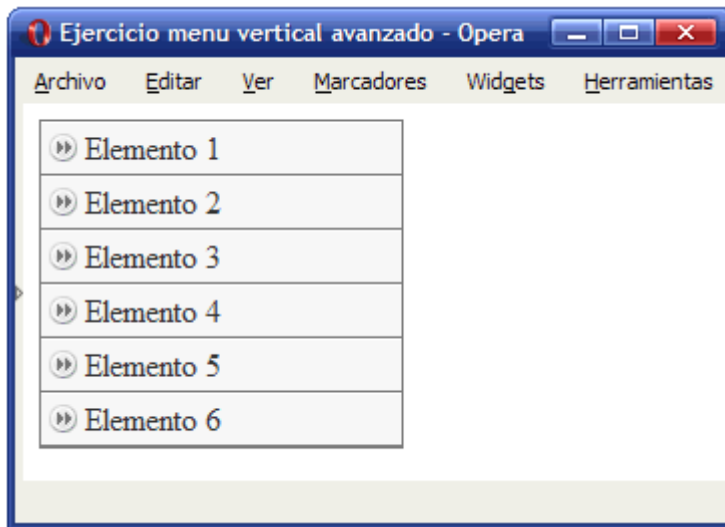 Ejercicio menu vertical avanzado - Opera
Archivo Editar Ver Marcadores Widgets Herramientas
Elemento 1
Elemento 2
Elemento 3
Elemento 4
Elemento 5
Elemento 6